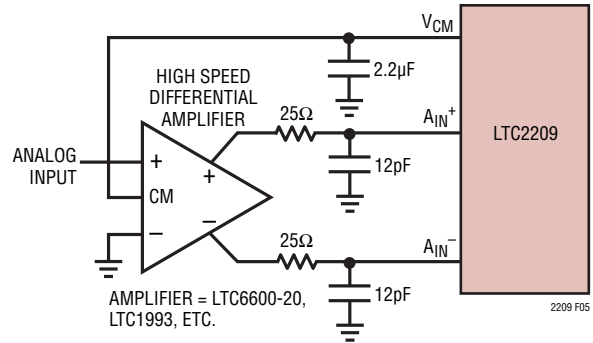 V_CM
2.2µF
HIGH SPEED
DIFFERENTIAL
AMPLIFIER
25Ω
A_IN^+
LTC2209
ANALOG
INPUT
+
+
12pF
CM
–
–
25Ω
A_IN^–
12pF
AMPLIFIER = LTC6600-20,
LTC1993, ETC.
2209 F05